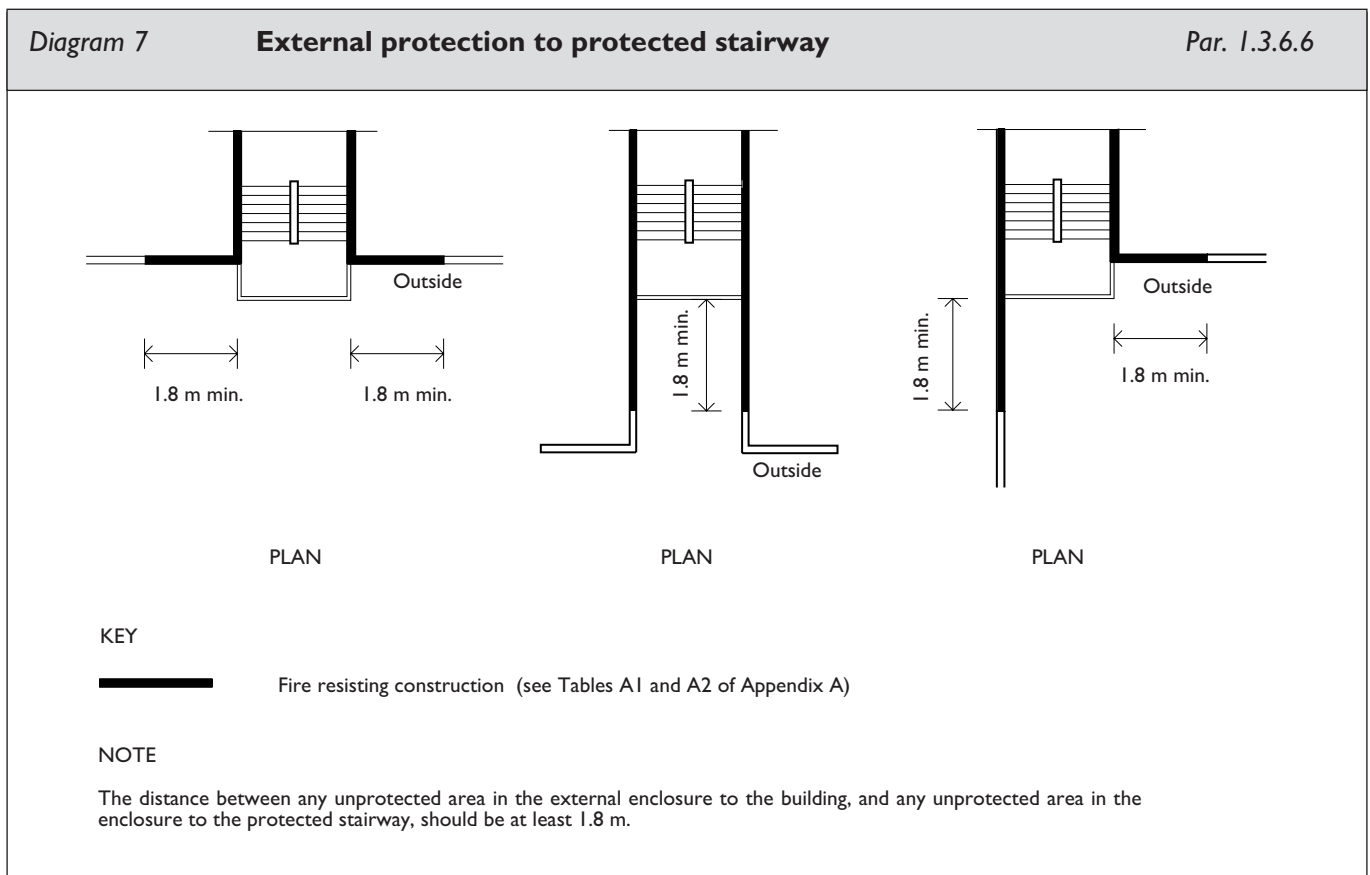 Diagram 7 External protection to protected stairway Par. 1.3.6.6
Outside
1.8 m min. 1.8 m min.
PLAN
1.8 m min.
Outside
PLAN
Outside
1.8 m min.
1.8 m min.
PLAN
KEY
Fire resisting construction (see Tables A1 and A2 of Appendix A)
NOTE
The distance between any unprotected area in the external enclosure to the building, and any unprotected area in the
enclosure to the protected stairway, should be at least 1.8 m.